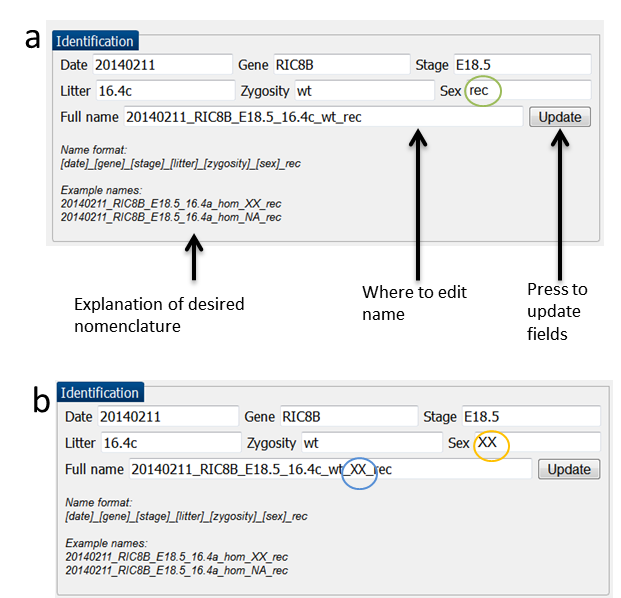 a
Identification
Date 20140211 Gene RIC8B Stage E18.5
Litter 16.4c Zygosity wt Sex rec
Full name 20140211_RIC8B_E18.5_16.4c_wt_rec Update
Name format:
[date]_[gene]_[stage]_[litter]_[zygosity]_[sex]_rec
Example names:
20140211_RIC8B_E18.5_16.4a_hom_XX_rec
20140211_RIC8B_E18.5_16.4a_hom_NA_rec
Explanation of desired
nomenclature
Where to edit
name
Press to
update
fields
b
Identification
Date 20140211 Gene RIC8B Stage E18.5
Litter 16.4c Zygosity wt Sex XX
Full name 20140211_RIC8B_E18.5_16.4c_wt_XX_rec Update
Name format:
[date]_[gene]_[stage]_[litter]_[zygosity]_[sex]_rec
Example names:
20140211_RIC8B_E18.5_16.4a_hom_XX_rec
20140211_RIC8B_E18.5_16.4a_hom_NA_rec